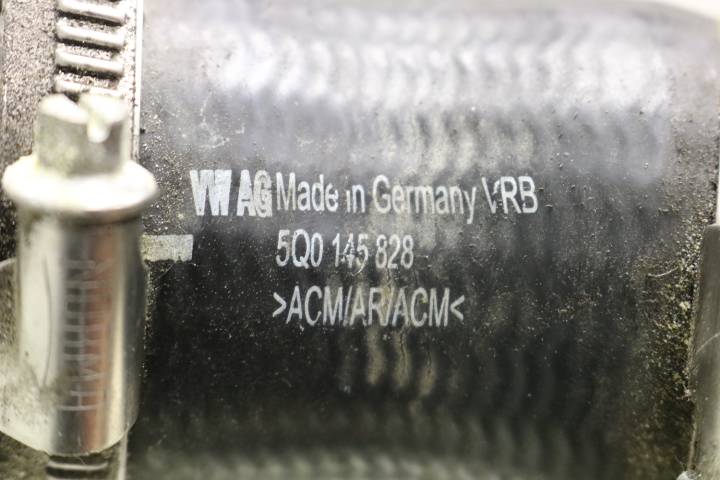 VW AG Made in Germany VRB
5Q0 145 828
>ACM/AR/ACM<